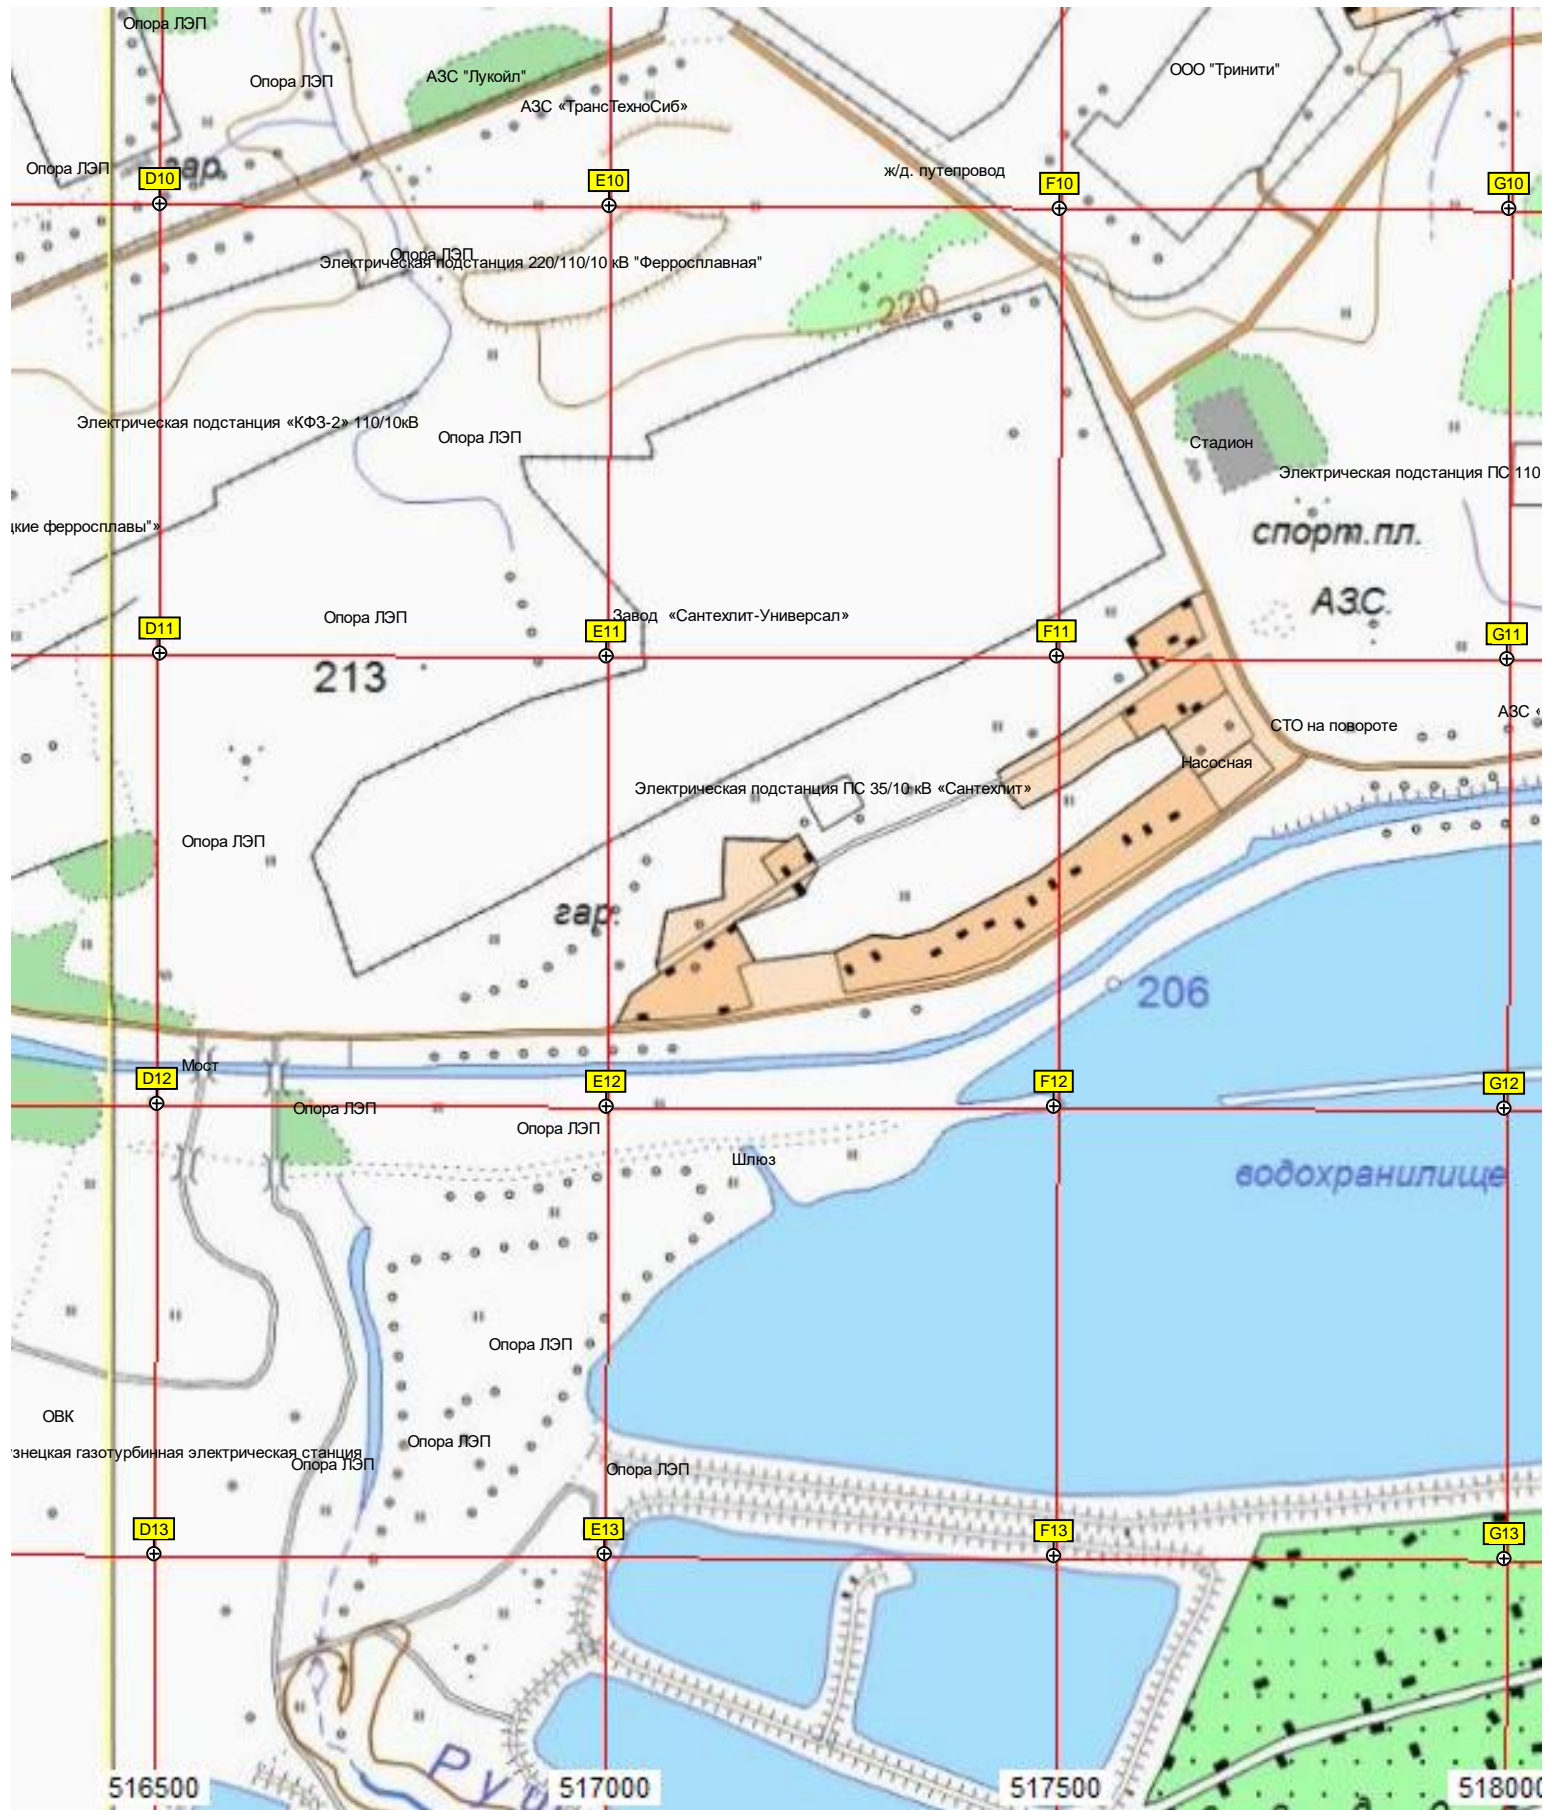 Опора ЛЭП
АЗС "Лукойл"
ООО "Тринити"
Опора ЛЭП
АЗС «ТрансТехноСиб»
Опора ЛЭП
гар.
ж/д. путепровод
D10
E10
F10
G10
Опора ЛЭП
Электрическая подстанция 220/110/10 кВ "Ферросплавная"
220
Электрическая подстанция «КФЗ-2» 110/10кВ
Опора ЛЭП
Стадион
Электрическая подстанция ПС 110
кие ферросплавы"»
спорт.пл.
АЗС.
Опора ЛЭП
Завод «Сантехлит-Универсал»
D11
E11
F11
G11
213
АЗС «
СТО на повороте
Насосная
Электрическая подстанция ПС 35/10 кВ «Сантехлит»
Опора ЛЭП
гар.
206
Мост
D12
E12
F12
G12
Опора ЛЭП
Опора ЛЭП
Шлюз
водохранилище
Опора ЛЭП
ОВК
Опора ЛЭП
знецкая газотурбинная электрическая станция
Опора ЛЭП
Опора ЛЭП
D13
E13
F13
G13
Ру
516500
517000
517500
518000